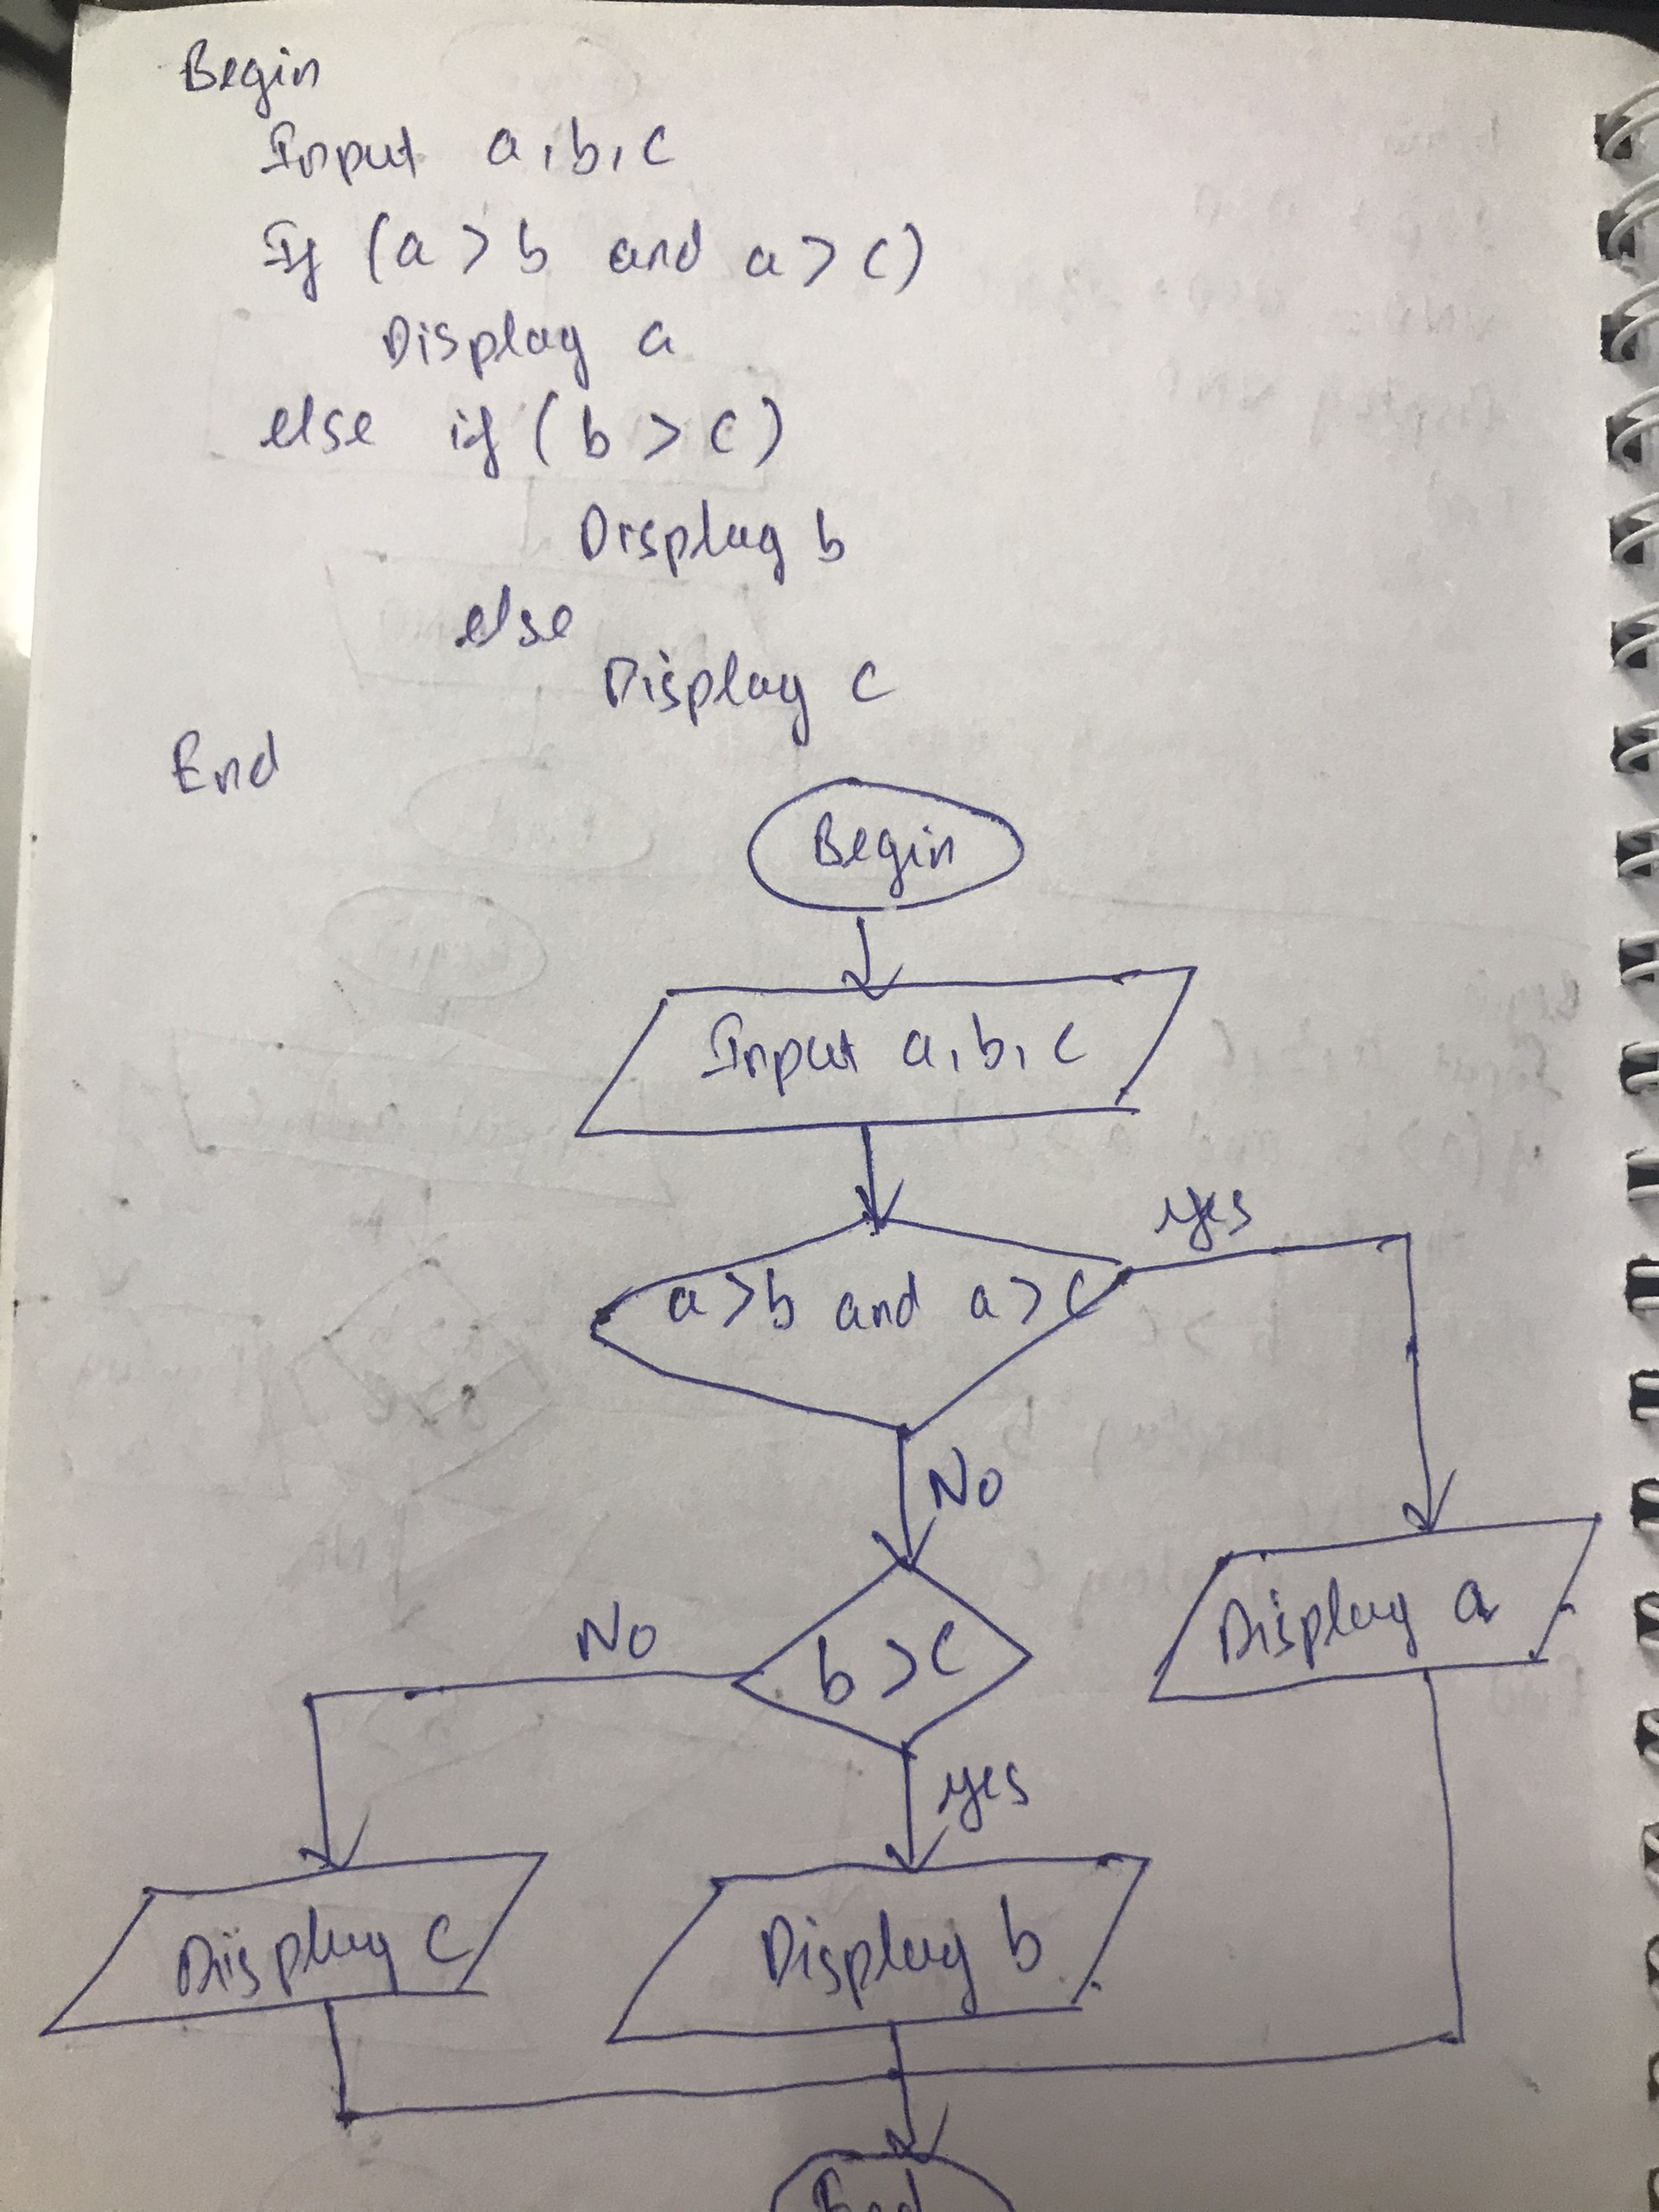 Begin
Input a, b, c
If (a > b and a > c)
Display a
else if (b > c)
Display b
else
Display c
End
Begin
Input a, b, c
a > b and a > c
yes
No
b > c
No
Display a
yes
Display c
Display b
End